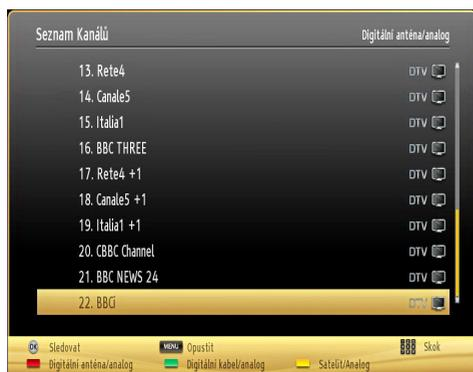 Seznam Kanálů Digitální anténa/analog
13. Rete4 DTV
14. Canale5 DTV
15. Italia1 DTV
16. BBC THREE DTV
17. Rete4 +1 DTV
18. Canale5 +1 DTV
19. Italia1 +1 DTV
20. CBBC Channel DTV
21. BBC NEWS 24 DTV
22. BBCi DTV
OK Sledovat MENU Opustit Skok
Digitální anténa/analog Digitální kabel/analog Satelit/Analog